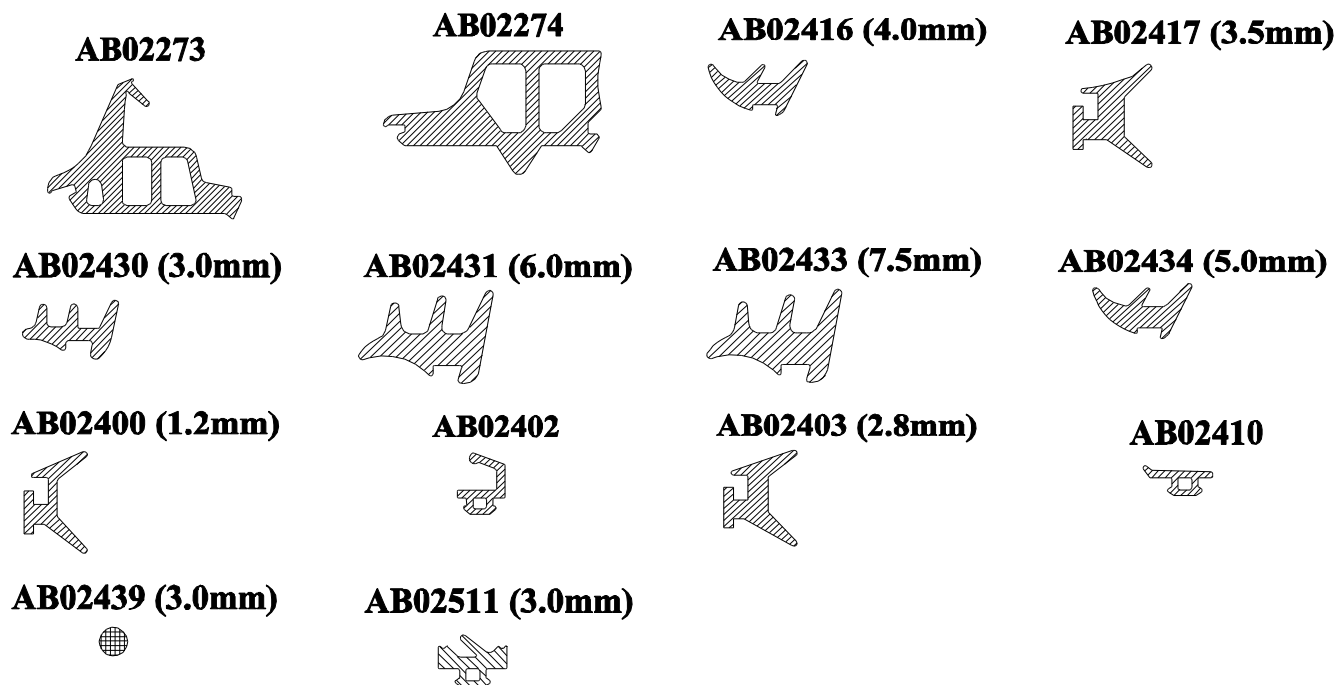 AB02273
AB02274
AB02416 (4.0mm)
AB02417 (3.5mm)
AB02430 (3.0mm)
AB02431 (6.0mm)
AB02433 (7.5mm)
AB02434 (5.0mm)
AB02400 (1.2mm)
AB02402
AB02403 (2.8mm)
AB02410
AB02439 (3.0mm)
AB02511 (3.0mm)